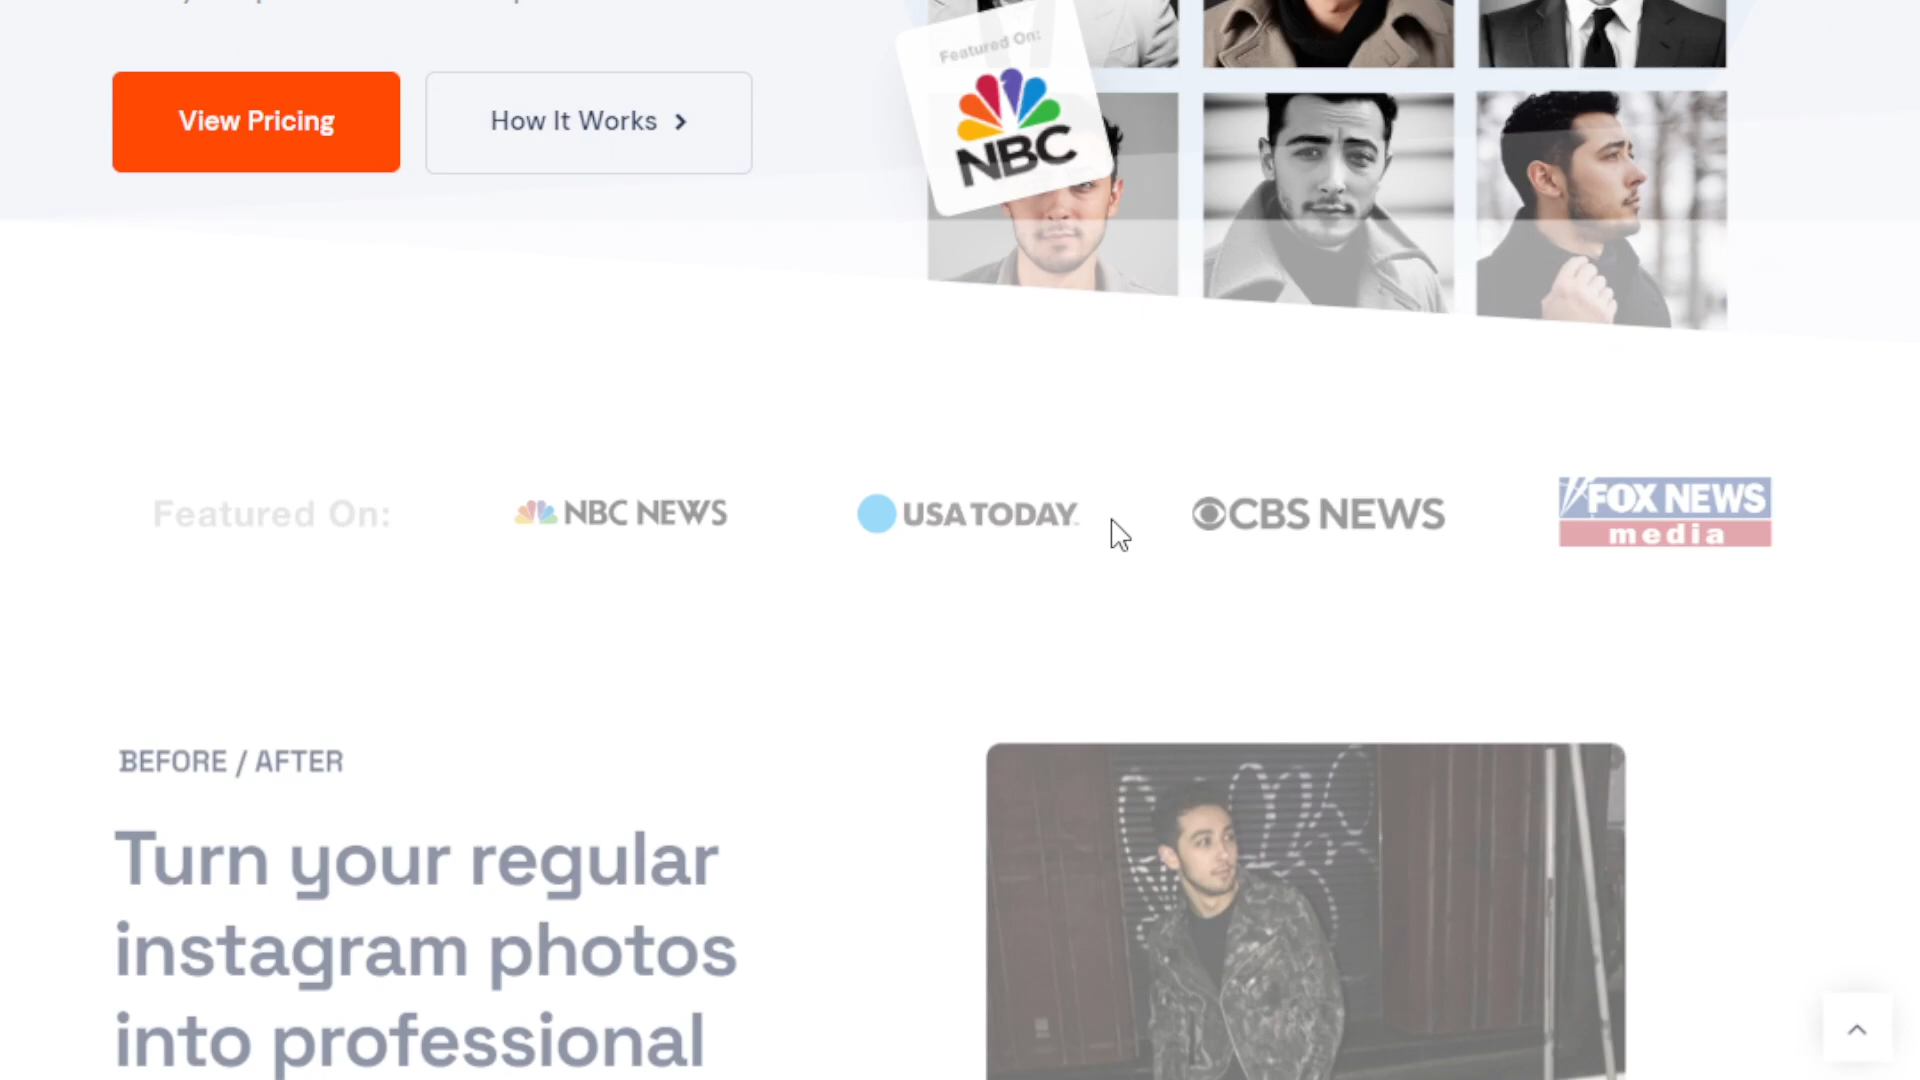 Featured On:
NBC
View Pricing
How It Works
Featured On:
NBC NEWS
USA TODAY
CBS NEWS
FOX NEWS
media
BEFORE / AFTER
Turn your regular
instagram photos
into professional